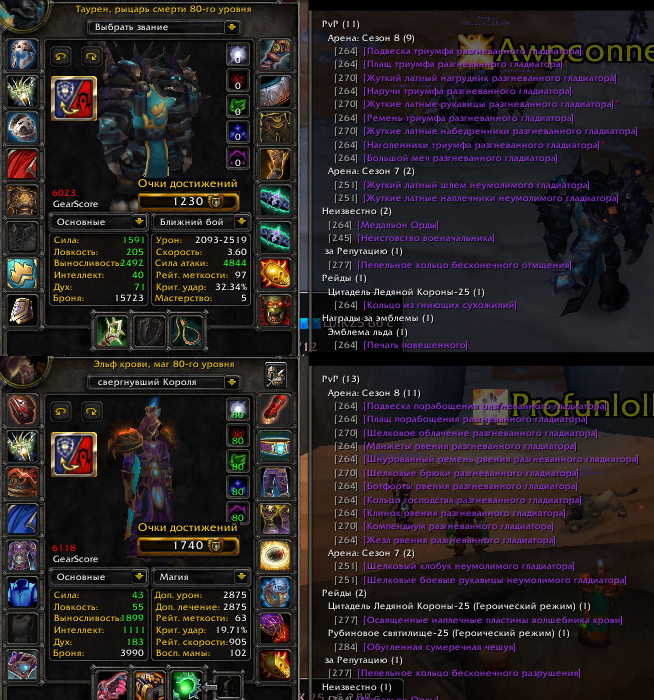 Таурен, рыцарь смерти 80-го уровня
Выбрать звание
0
0
0
0
0
6023
GearScore
Очки достижений
1230
Основные
Ближний бой
Сила: 1591
Ловкость: 205
Выносливость: 2492
Интеллект: 40
Дух: 71
Броня: 15723
Урон: 2093-2519
Скорость: 3.60
Сила атаки: 4844
Рейт. меткости: 97
Крит. удар: 32.34%
Мастерство: 5
PvP (11)
Арена: Сезон 8 (9)
[264] [Подвеска триумфа разгневанного гладиатора]
[264] [Плащ триумфа разгневанного гладиатора]
[270] [Жуткий латный нагрудник разгневанного гладиатора]
[264] [Наручи триумфа разгневанного гладиатора]
[270] [Жуткие латные рукавицы разгневанного гладиатора]
[264] [Ремень триумфа разгневанного гладиатора]
[270] [Жуткие латные набедренники разгневанного гладиатора]
[264] [Наголенники триумфа разгневанного гладиатора]
[264] [Большой меч разгневанного гладиатора]
Арена: Сезон 7 (2)
[251] [Жуткий латный шлем неумолимого гладиатора]
[251] [Жуткие латные наплечники неумолимого гладиатора]
Неизвестно (2)
[264] [Медальон Орды]
[245] [Неистовство военачальника]
за Репутацию (1)
[277] [Пепельное кольцо бесконечного отмщения]
Рейды (1)
Цитадель Ледяной Короны-25 (1)
[264] [Кольцо из гниющих сухожилий]
Награды за эмблемы (1)
Эмблема льда (1)
[264] [Печать повешенного]
Эльф крови, маг 80-го уровня
свергнувший Короля
80
80
80
80
80
6118
GearScore
Очки достижений
1740
Основные
Магия
Сила: 43
Ловкость: 55
Выносливость: 1899
Интеллект: 1111
Дух: 183
Броня: 3990
Доп. урон: 2875
Доп. лечение: 2875
Рейт. меткости: 63
Крит. удар: 19.71%
Рейт. скорости: 905
Восп. маны: 102
PvP (13)
Арена: Сезон 8 (11)
[264] [Подвеска порабощения разгневанного гладиатора]
[264] [Плащ порабощения разгневанного гладиатора]
[270] [Шелковое облачение разгневанного гладиатора]
[264] [Манжеты рвения разгневанного гладиатора]
[264] [Шнурованный ремень рвения разгневанного гладиатора]
[270] [Шелковые брюки разгневанного гладиатора]
[264] [Ботфорты рвения разгневанного гладиатора]
[264] [Кольцо господства разгневанного гладиатора]
[264] [Клинок рвения разгневанного гладиатора]
[270] [Компендиум разгневанного гладиатора]
[264] [Жезл рвения разгневанного гладиатора]
Арена: Сезон 7 (2)
[251] [Шелковый клобук неумолимого гладиатора]
[251] [Шелковые боевые рукавицы неумолимого гладиатора]
Рейды (2)
Цитадель Ледяной Короны-25 (Героический режим) (1)
[277] [Освященные наплечные пластины волшебника крови]
Рубиновое святилище-25 (Героический режим) (1)
[284] [Обугленная сумеречная чешуя]
за Репутацию (1)
[277] [Пепельное кольцо бесконечного разрушения]
Неизвестно (1)